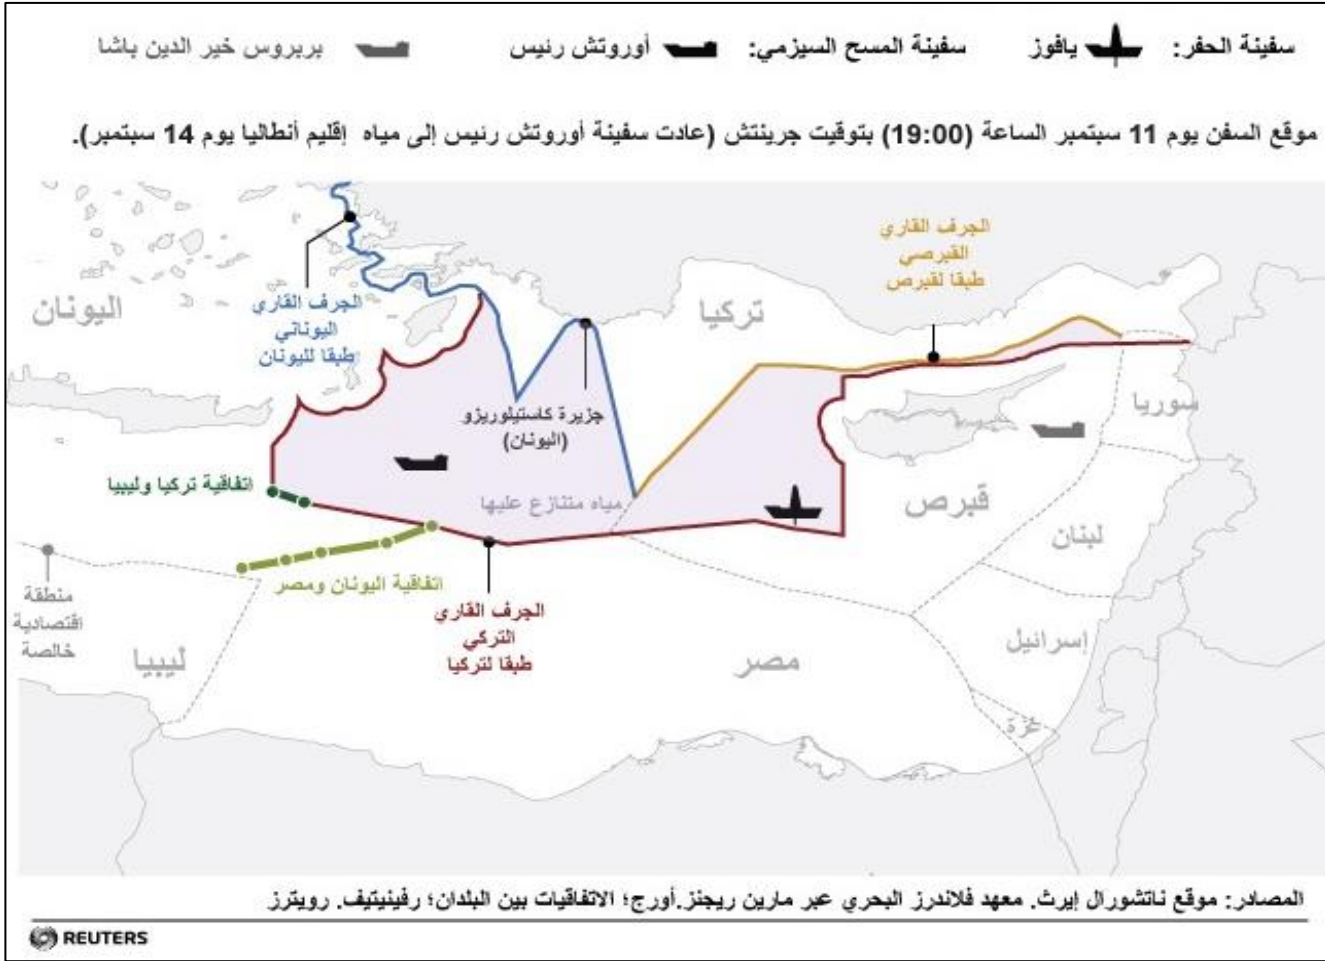 سفينة الحفر: يافوز سفينة المسح السيزمي: أوروتش رئيس بربروس خير الدين باشا
موقع السفن يوم 11 سبتمبر الساعة (19:00) بتوقيت جرينتش (عادت سفينة أوروتش رئيس إلى مياه إقليم أنطاليا يوم 14 سبتمبر).
الجرف القاري
القبرصي
طبقا لقبرص
تركيا
الجرف القاري
اليوناني
طبقا لليونان
اليونان
جزيرة كاستيلوريزو
(اليونان)
سوريا
اتفاقية تركيا وليبيا
مياه متنازع عليها
قبرص
لبنان
اتفاقية اليونان ومصر
منطقة
اقتصادية
خالصة
الجرف القاري
التركي
طبقا لتركيا
إسرائيل
ليبيا
مصر
غزة
المصادر: موقع ناتشورال إيرث. معهد فلاندرز البحري عبر مارين ريجنز.أورج؛ الاتفاقيات بين البلدان؛ رفينيتيف. رويترز
REUTERS